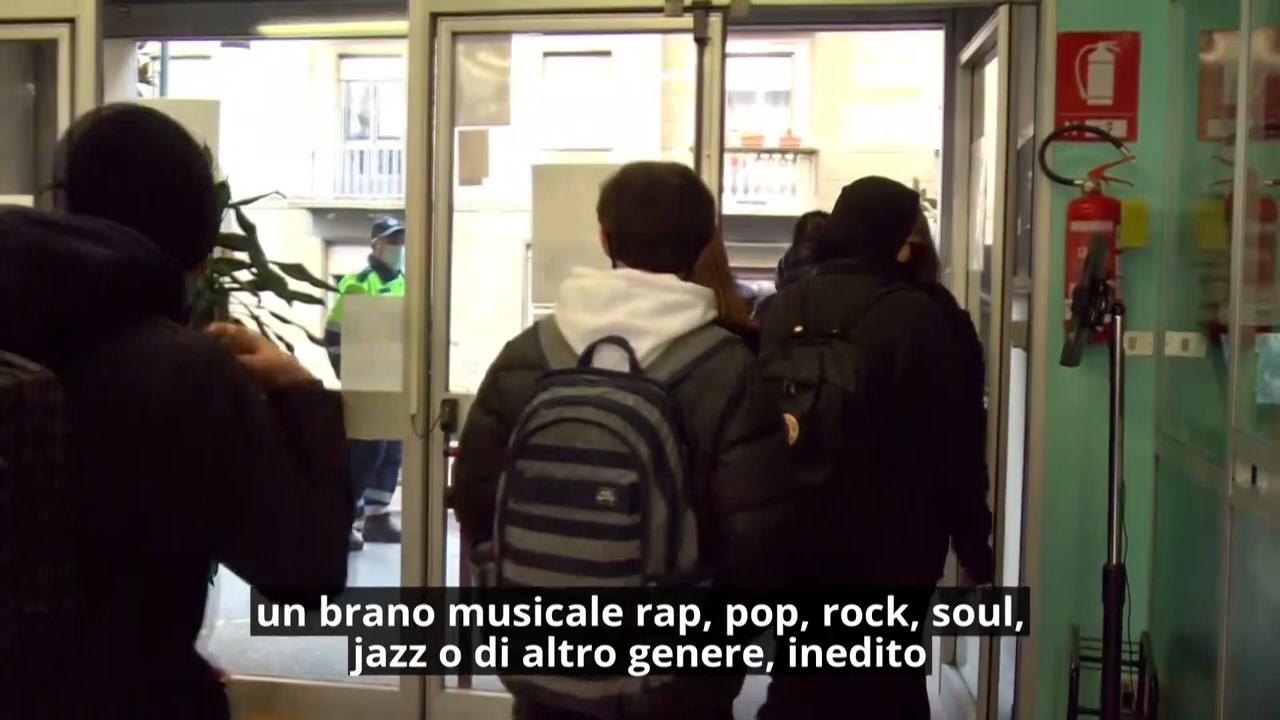 un brano musicale rap, pop, rock, soul,
jazz o di altro genere, inedito